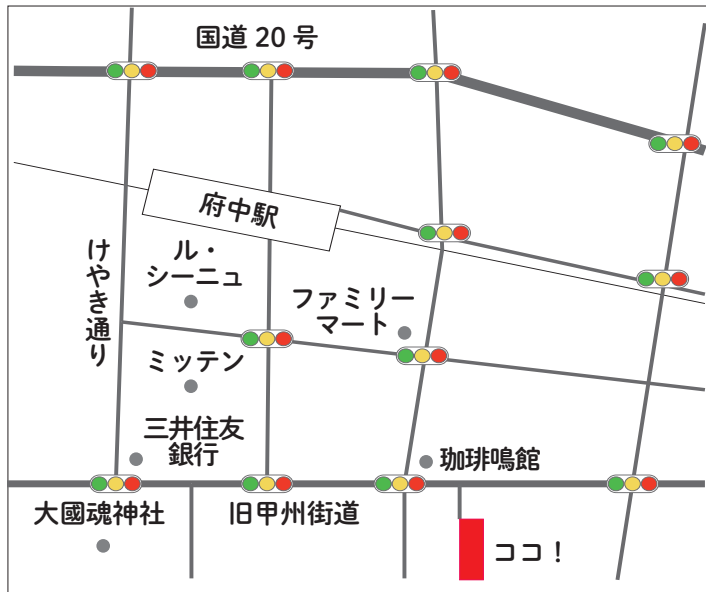 国道 20 号
府中駅
けやき通り
ル・
シーニュ
ファミリー
マート
ミッテン
三井住友
銀行
珈琲鳴館
大國魂神社
旧甲州街道
ココ！